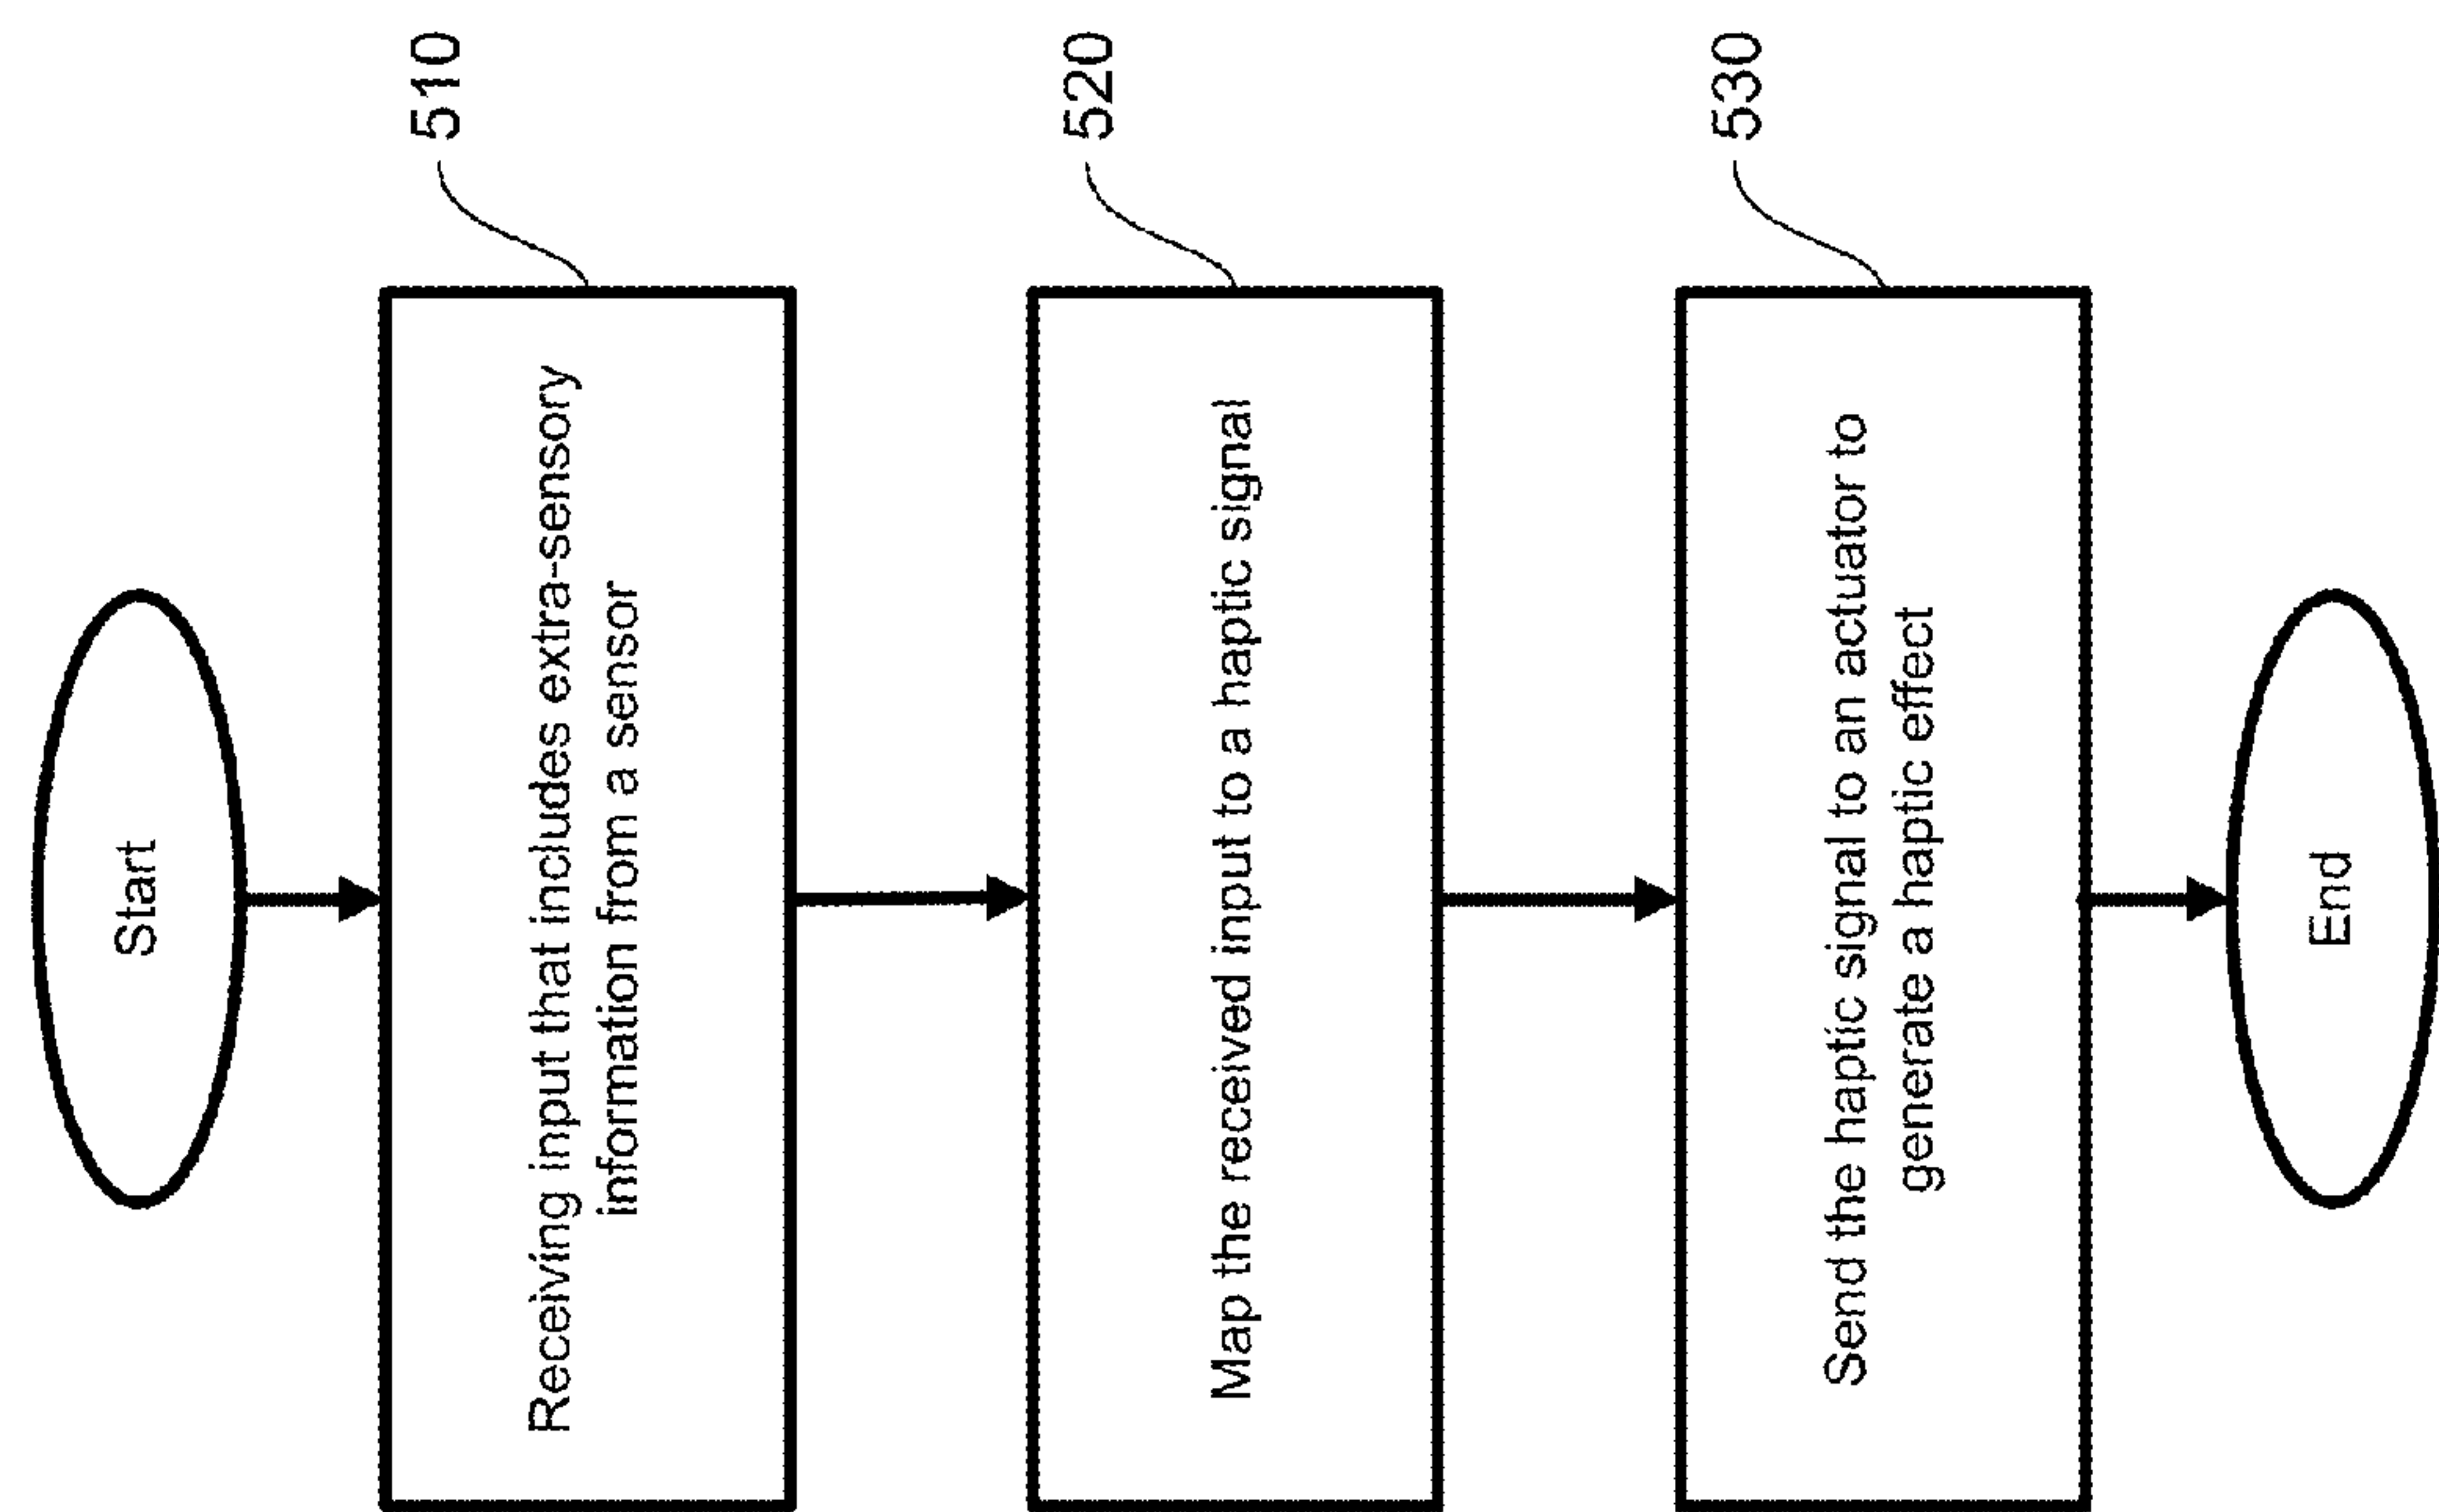 Start
510
Receiving input that includes extra-sensory
information from a sensor
520
Map the received input to a haptic signal
530
Send the haptic signal to an actuator to
generate a haptic effect
End